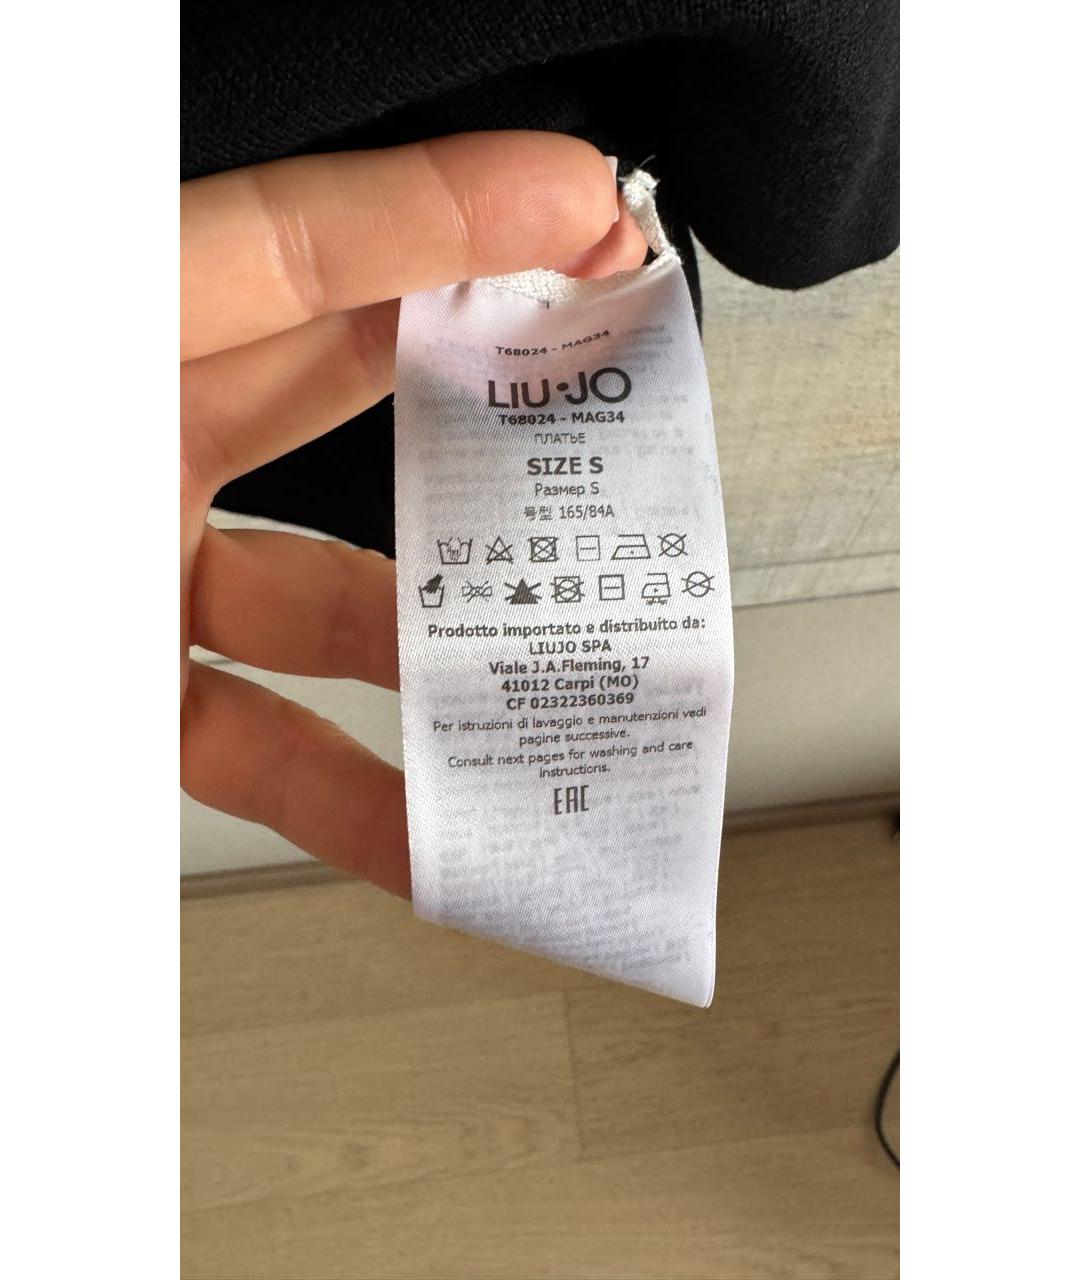 T68024 - MAG34
LIU·JO
T68024 - MAG34
ПЛАТЬЕ
SIZE S
Размер S
号型 165/84A
Prodotto importato e distribuito da:
LIUJO SPA
Viale J.A.Fleming, 17
41012 Carpi (MO)
CF 02322360369
Per istruzioni di lavaggio e manutenzioni vedi
pagine successive.
Consult next pages for washing and care
instructions.
EAC